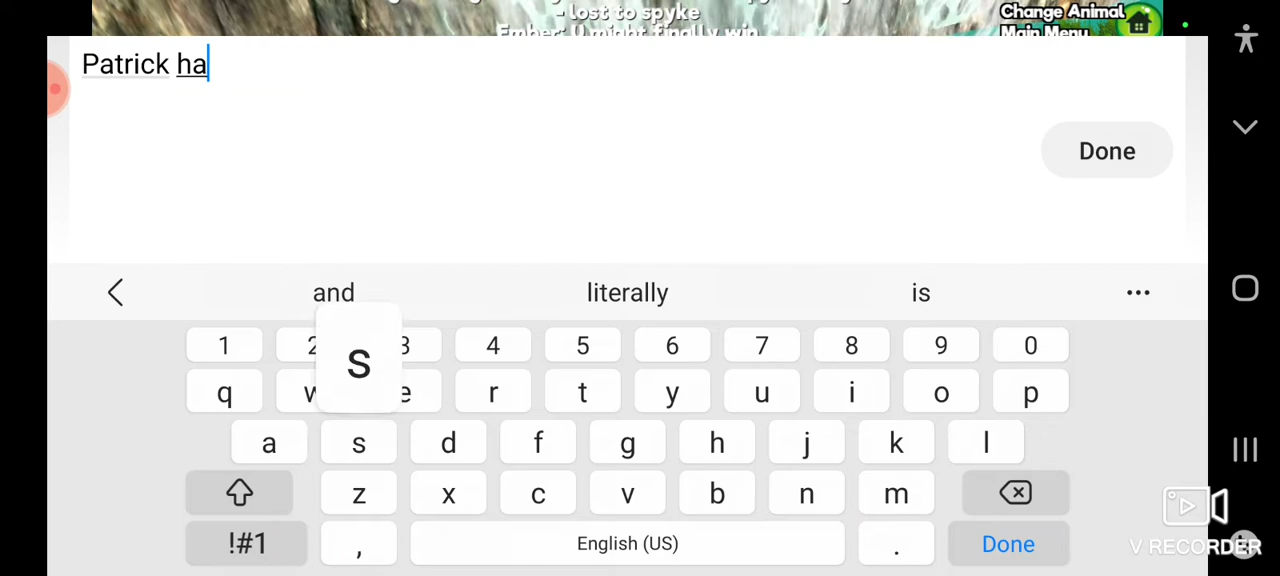 - lost to spyke
Ember: U might finally win
Change Animal
Main Menu
Patrick ha
Done
and literally is ...
1 2 3 4 5 6 7 8 9 0
s
q w e r t y u i o p
a s d f g h j k l
z x c v b n m
!#1 , English (US) . Done
V RECORDER